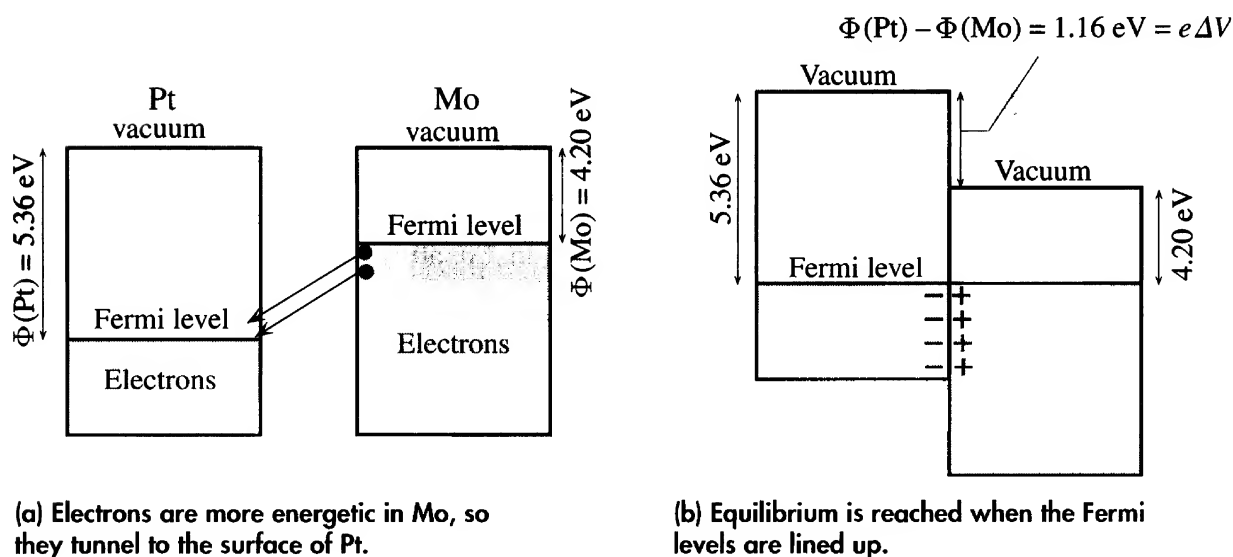 Φ(Pt) – Φ(Mo) = 1.16 eV = eΔV
Pt
vacuum
Mo
vacuum
Φ(Pt) = 5.36 eV
Φ(Mo) = 4.20 eV
Fermi level
Fermi level
Electrons
Electrons
Vacuum
Vacuum
5.36 eV
4.20 eV
Fermi level
– +
– +
– +
– +
(a) Electrons are more energetic in Mo, so
they tunnel to the surface of Pt.
(b) Equilibrium is reached when the Fermi
levels are lined up.